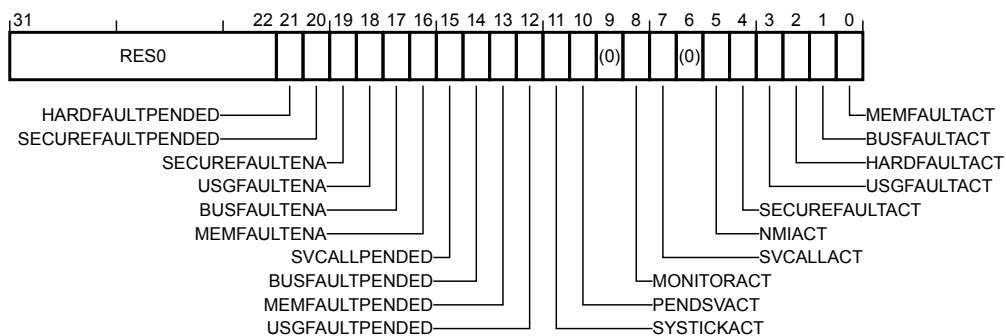 31 22 21 20 19 18 17 16 15 14 13 12 11 10 9 8 7 6 5 4 3 2 1 0
RES0 (0) (0)
HARDFAULTPENDED MEMFAULTACT
SECUREFAULTPENDED BUSFAULTACT
SECUREFAULTENA HARDFAULTACT
USGFAULTENA USGFAULTACT
BUSFAULTENA SECUREFAULTACT
MEMFAULTENA NMIACT
SVCALLPENDED SVCALLACT
BUSFAULTPENDED MONITORACT
MEMFAULTPENDED PENDSVACT
USGFAULTPENDED SYSTICKACT